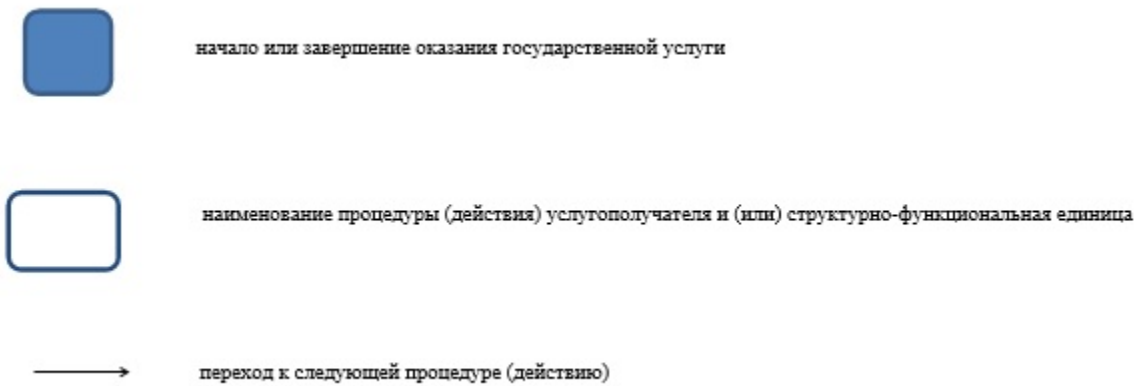 начало или завершение оказания государственной услуги
наименование процедуры (действия) услугополучателя и (или) структурно-функциональная единица
переход к следующей процедуре (действию)